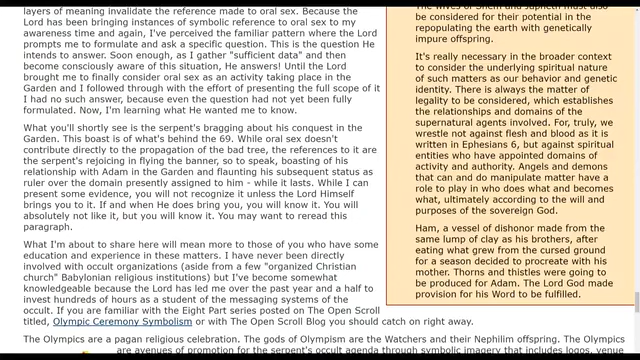 layers of meaning invalidate the reference made to oral sex. Because the
Lord has been bringing instances of symbolic reference to oral sex to my
awareness time and again, I've perceived the familiar pattern where the Lord
prompts me to formulate and ask a specific question. This is the question He
intends to answer. Soon enough, as I gather "sufficient data" and then
become consciously aware of this situation, He answers! Until the Lord
brought me to finally consider oral sex as an activity taking place in the
Garden and I followed through with the effort of presenting the full scope of it
I had no such answer, because even the question had not yet been fully
formulated. Now, I'm learning what He wanted me to know.
What you'll shortly see is the serpent's bragging about his conquest in the
Garden. This boast is of what's behind the 69. While oral sex doesn't
contribute directly to the propagation of the bad tree, the references to it are
the serpent's rejoicing in flying the banner, so to speak, boasting of his
relationship with Adam in the Garden and flaunting his subsequent status as
ruler over the domain presently assigned to him - while it lasts. While I can
present some evidence, you will not recognize it unless the Lord Himself
brings you to it. If and when He does bring you, you will know it. You will
absolutely not like it, but you will know it. You may want to reread this
paragraph.
What I'm about to share here will mean more to those of you who have some
education and experience in these matters. I have never been directly
involved with occult organizations (aside from a few "organized Christian
church" Babylonian religious institutions) but I've become somewhat
knowledgeable because the Lord has led me over the past year and a half to
invest hundreds of hours as a student of the messaging systems of the
occult. If you are familiar with the Eight Part series posted on The Open Scroll
titled, Olympic Ceremony Symbolism or with The Open Scroll Blog you should catch on right away.
The Olympics are a pagan religious celebration. The gods of Olympism are the Watchers and their Nephilim offspring. The Olympics
are avenues of promotion for the serpent's occult agenda through symbolic imagery that includes logos, venue
The wives of Shem and Japheth must also
be considered for their potential in the
repopulating the earth with genetically
impure offspring.
It's really necessary in the broader context
to consider the underlying spiritual nature
of such matters as our behavior and genetic
identity. There is always the matter of
legality to be considered, which establishes
the relationships and domains of the
supernatural agents involved. For, truly, we
wrestle not against flesh and blood as it is
written in Ephesians 6, but against spiritual
entities who have appointed domains of
activity and authority. Angels and demons
that can and do manipulate matter have a
role to play in who does what and becomes
what, ultimately according to the will and
purposes of the sovereign God.
Ham, a vessel of dishonor made from the
same lump of clay as his brothers, after
eating what grew from the cursed ground
for a season decided to procreate with his
mother. Thorns and thistles were going to
be produced for Adam. The Lord God made
provision for his Word to be fulfilled.